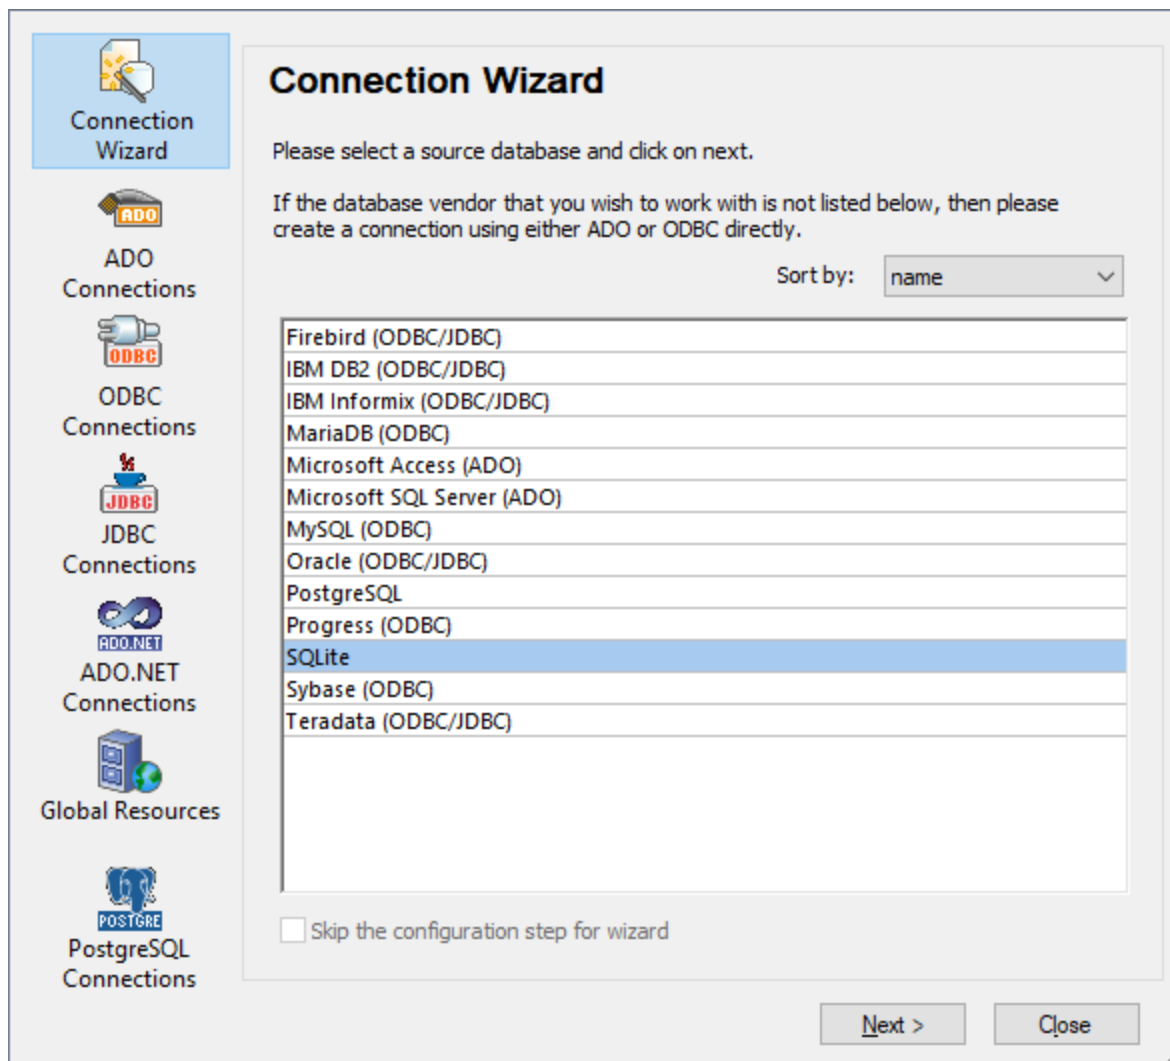 Connection
Wizard
ADO
ADO
Connections
ODBC
ODBC
Connections
JDBC
JDBC
Connections
ADO.NET
ADO.NET
Connections
Global Resources
POSTGRE
PostgreSQL
Connections
Connection Wizard
Please select a source database and click on next.
If the database vendor that you wish to work with is not listed below, then please
create a connection using either ADO or ODBC directly.
Sort by: name
Firebird (ODBC/JDBC)
IBM DB2 (ODBC/JDBC)
IBM Informix (ODBC/JDBC)
MariaDB (ODBC)
Microsoft Access (ADO)
Microsoft SQL Server (ADO)
MySQL (ODBC)
Oracle (ODBC/JDBC)
PostgreSQL
Progress (ODBC)
SQLite
Sybase (ODBC)
Teradata (ODBC/JDBC)
Skip the configuration step for wizard
Next > Close